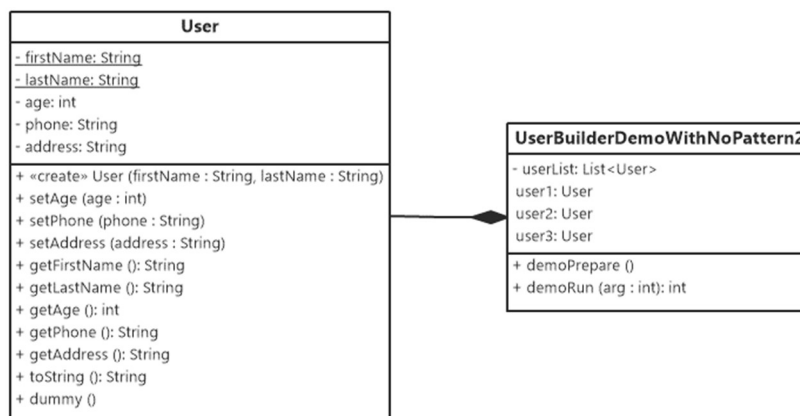 User
- firstName: String
- lastName: String
- age: int
- phone: String
- address: String
+ «create» User (firstName : String, lastName : String)
+ setAge (age : int)
+ setPhone (phone : String)
+ setAddress (address : String)
+ getFirstName (): String
+ getLastName (): String
+ getAge (): int
+ getPhone (): String
+ getAddress (): String
+ toString (): String
+ dummy ()
UserBuilderDemoWithNoPattern2
- userList: List<User>
user1: User
user2: User
user3: User
+ demoPrepare ()
+ demoRun (arg : int): int